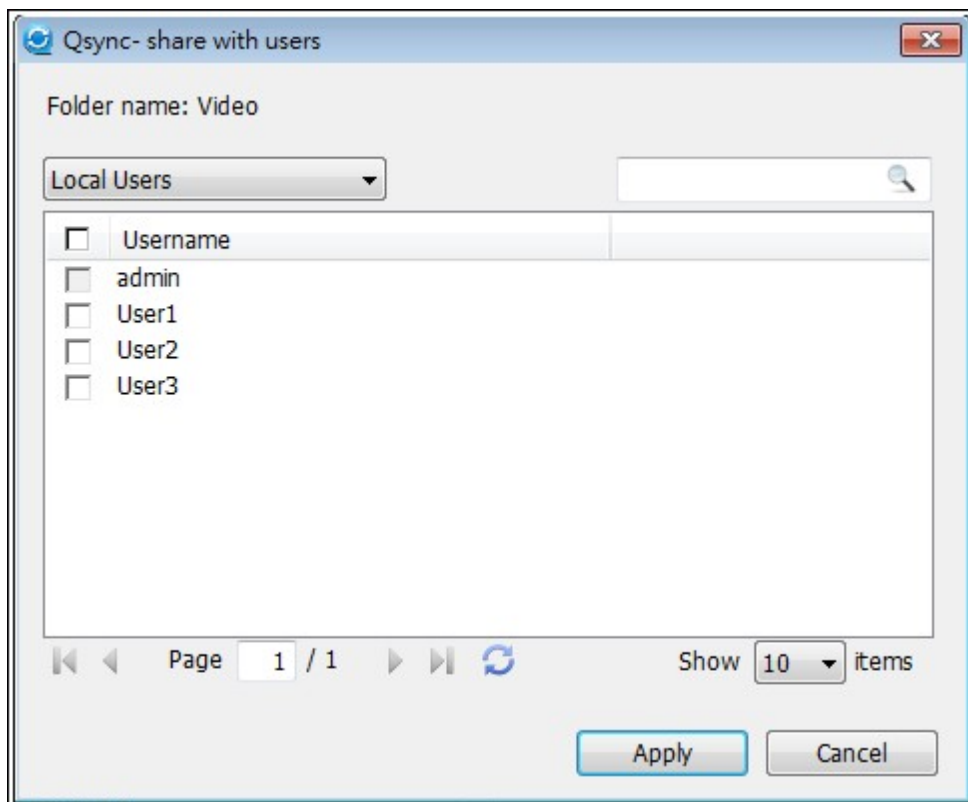 Qsync- share with users
Folder name: Video
Local Users
Username
admin
User1
User2
User3
Page 1 / 1 Show 10 items
Apply Cancel